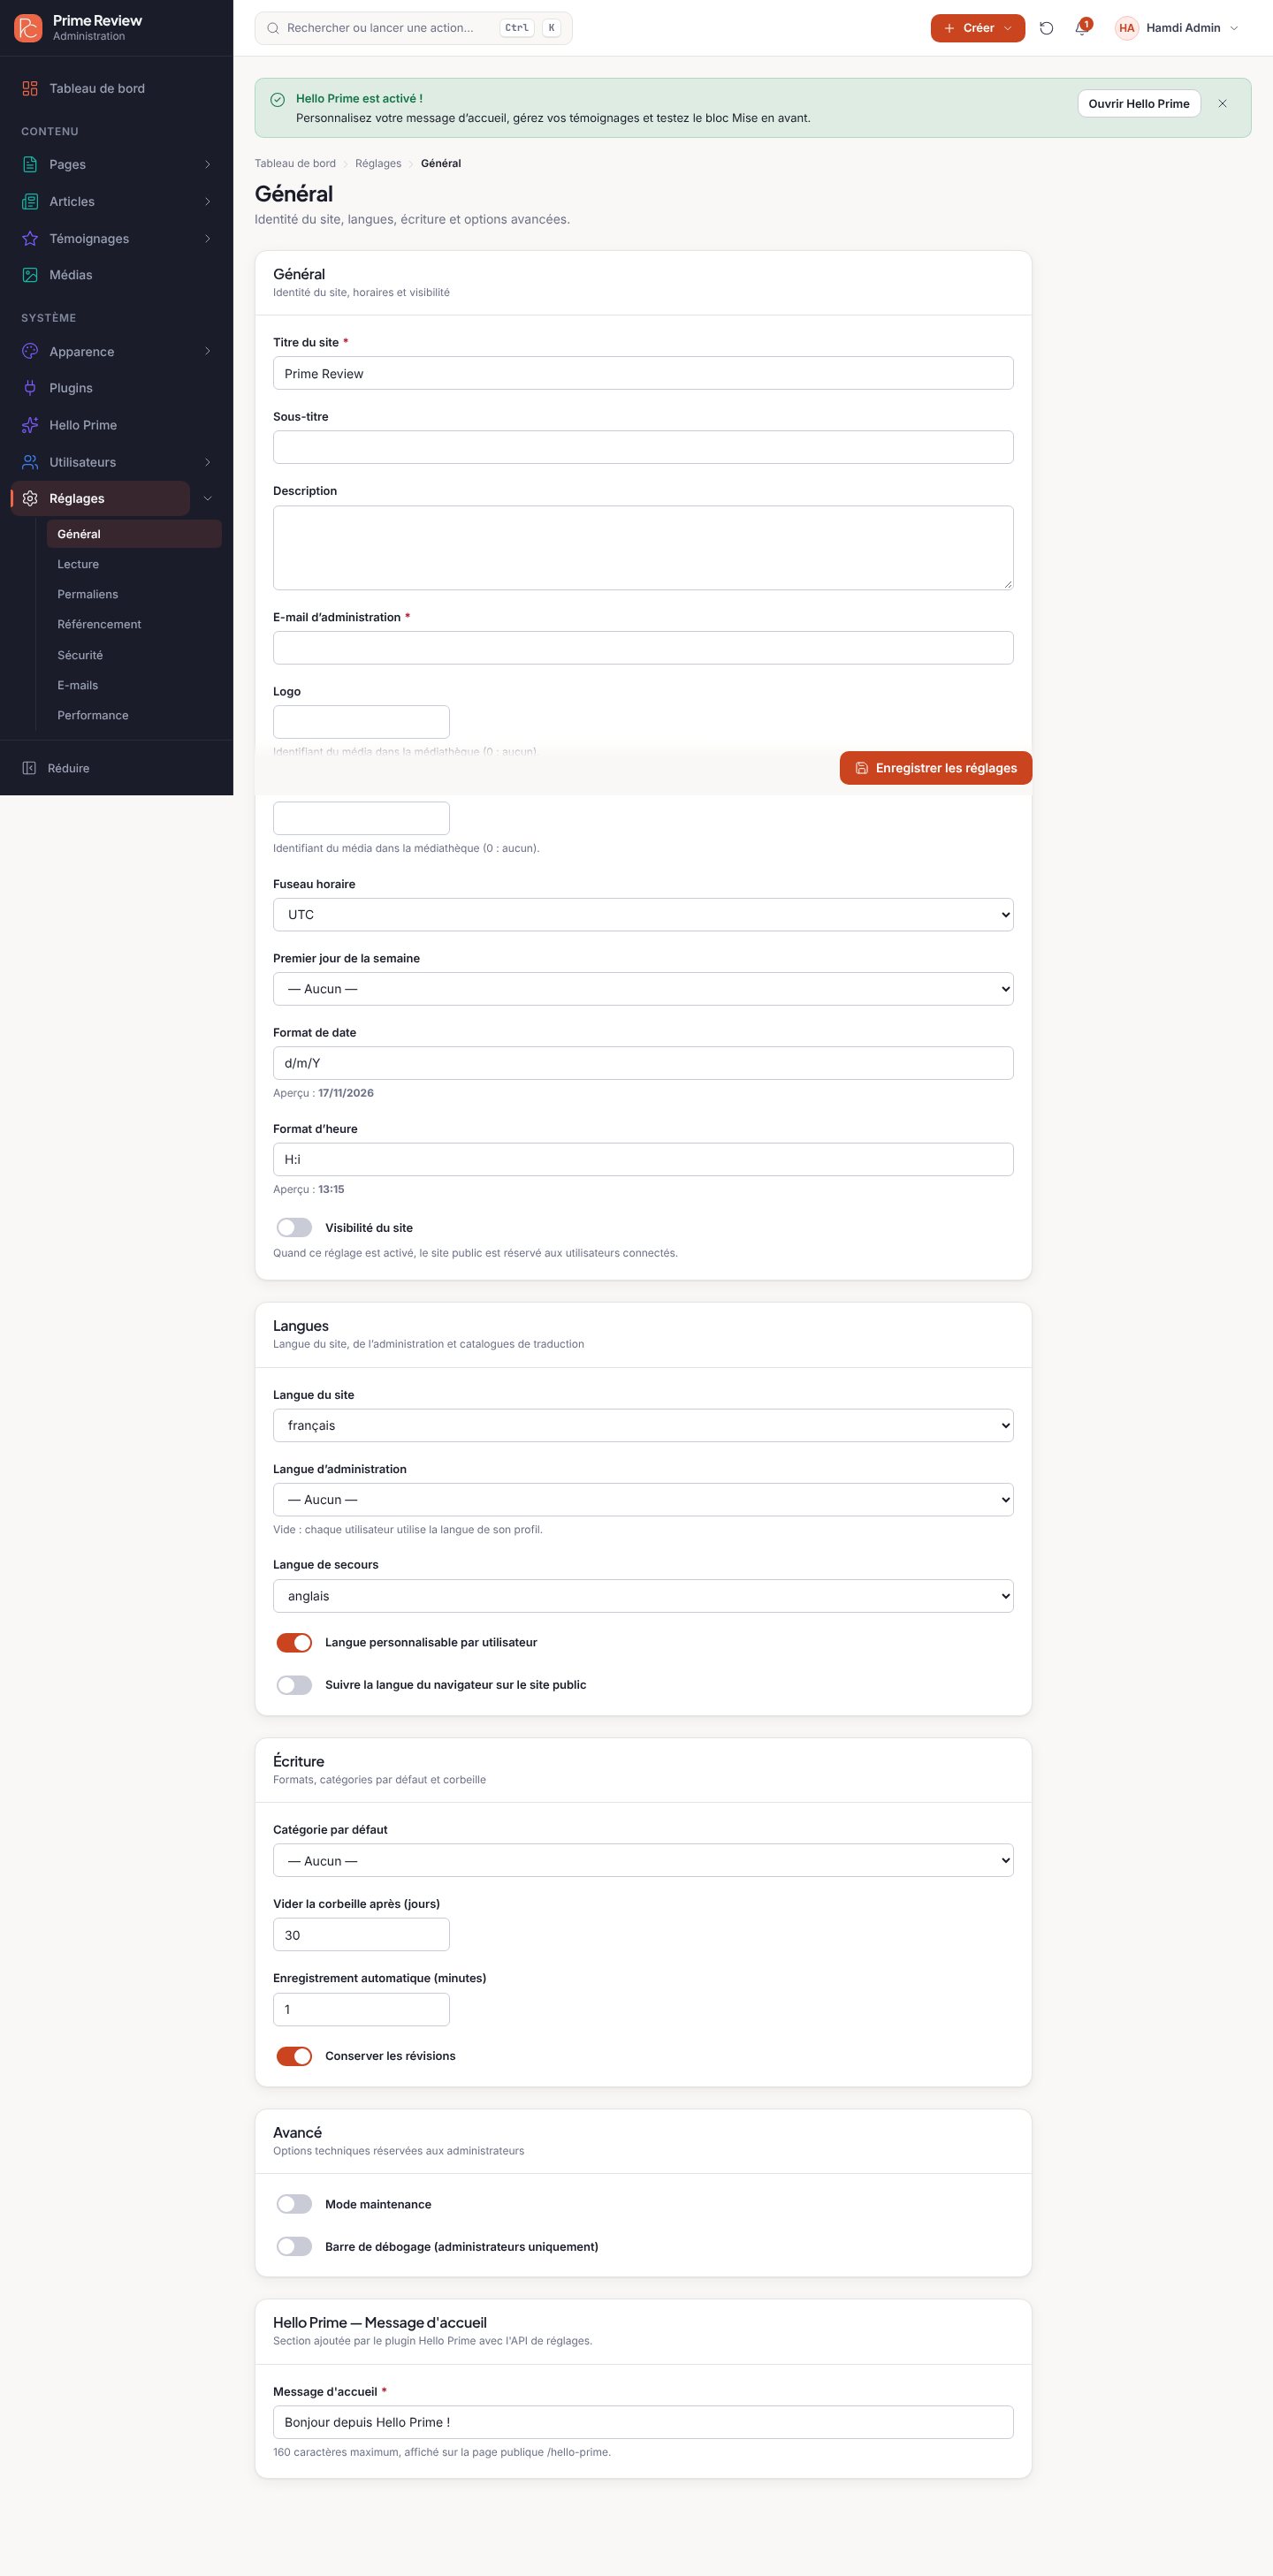 Prime Review
Administration
Rechercher ou lancer une action... Ctrl K
Créer
1
HA Hamdi Admin
Tableau de bord
CONTENU
Pages
Articles
Témoignages
Médias
SYSTÈME
Apparence
Plugins
Hello Prime
Utilisateurs
Réglages
Général
Lecture
Permaliens
Référencement
Sécurité
E-mails
Performance
Réduire
Hello Prime est activé !
Personnalisez votre message d’accueil, gérez vos témoignages et testez le bloc Mise en avant.
Ouvrir Hello Prime
Tableau de bord Réglages Général
Général
Identité du site, langues, écriture et options avancées.
Général
Identité du site, horaires et visibilité
Titre du site *
Prime Review
Sous-titre
Description
E-mail d’administration *
Logo
Identifiant du média dans la médiathèque (0 : aucun)
Enregistrer les réglages
Identifiant du média dans la médiathèque (0 : aucun).
Fuseau horaire
UTC
Premier jour de la semaine
— Aucun —
Format de date
d/m/Y
Aperçu : 17/11/2026
Format d’heure
H:i
Aperçu : 13:15
Visibilité du site
Quand ce réglage est activé, le site public est réservé aux utilisateurs connectés.
Langues
Langue du site, de l’administration et catalogues de traduction
Langue du site
français
Langue d’administration
— Aucun —
Vide : chaque utilisateur utilise la langue de son profil.
Langue de secours
anglais
Langue personnalisable par utilisateur
Suivre la langue du navigateur sur le site public
Écriture
Formats, catégories par défaut et corbeille
Catégorie par défaut
— Aucun —
Vider la corbeille après (jours)
30
Enregistrement automatique (minutes)
1
Conserver les révisions
Avancé
Options techniques réservées aux administrateurs
Mode maintenance
Barre de débogage (administrateurs uniquement)
Hello Prime — Message d'accueil
Section ajoutée par le plugin Hello Prime avec l'API de réglages.
Message d'accueil *
Bonjour depuis Hello Prime !
160 caractères maximum, affiché sur la page publique /hello-prime.